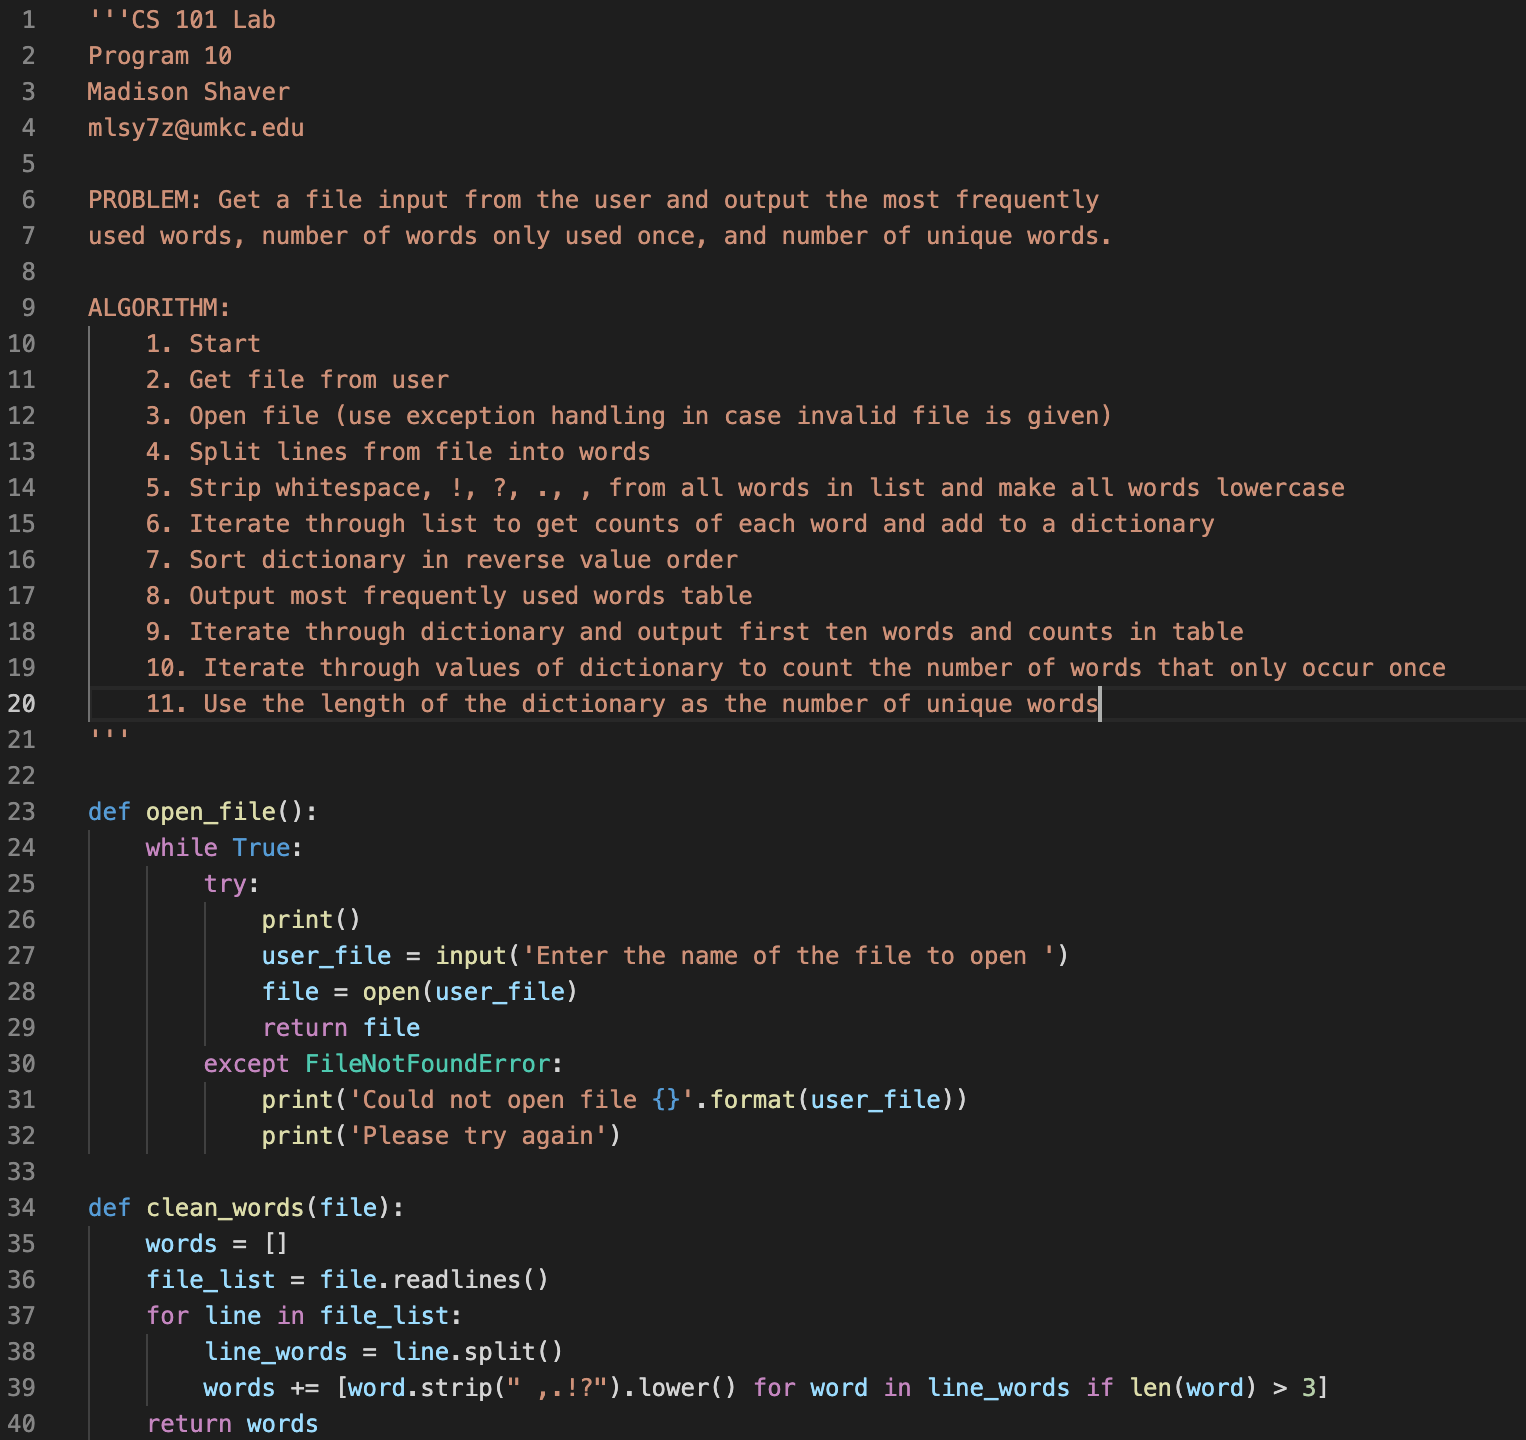 1 '''CS 101 Lab
2 Program 10
3 Madison Shaver
4 mlsy7z@umkc.edu
5
6 PROBLEM: Get a file input from the user and output the most frequently
7 used words, number of words only used once, and number of unique words.
8
9 ALGORITHM:
10     1. Start
11     2. Get file from user
12     3. Open file (use exception handling in case invalid file is given)
13     4. Split lines from file into words
14     5. Strip whitespace, !, ?, ., , from all words in list and make all words lowercase
15     6. Iterate through list to get counts of each word and add to a dictionary
16     7. Sort dictionary in reverse value order
17     8. Output most frequently used words table
18     9. Iterate through dictionary and output first ten words and counts in table
19     10. Iterate through values of dictionary to count the number of words that only occur once
20     11. Use the length of the dictionary as the number of unique words
21 '''
22
23 def open_file():
24     while True:
25         try:
26             print()
27             user_file = input('Enter the name of the file to open ')
28             file = open(user_file)
29             return file
30         except FileNotFoundError:
31             print('Could not open file {}'.format(user_file))
32             print('Please try again')
33
34 def clean_words(file):
35     words = []
36     file_list = file.readlines()
37     for line in file_list:
38         line_words = line.split()
39         words += [word.strip(" ,.!?").lower() for word in line_words if len(word) > 3]
40     return words